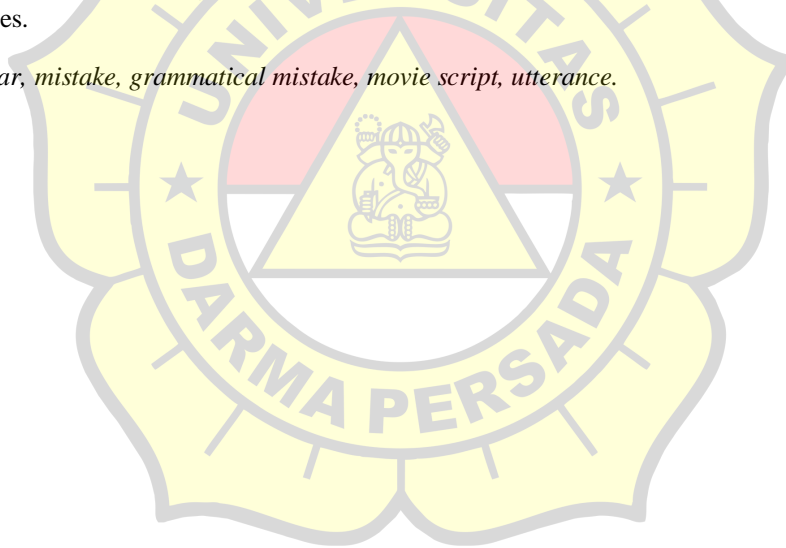 es.
ar, mistake, grammatical mistake, movie script, utterance.
UNIVERSITAS
DARMA PERSADA